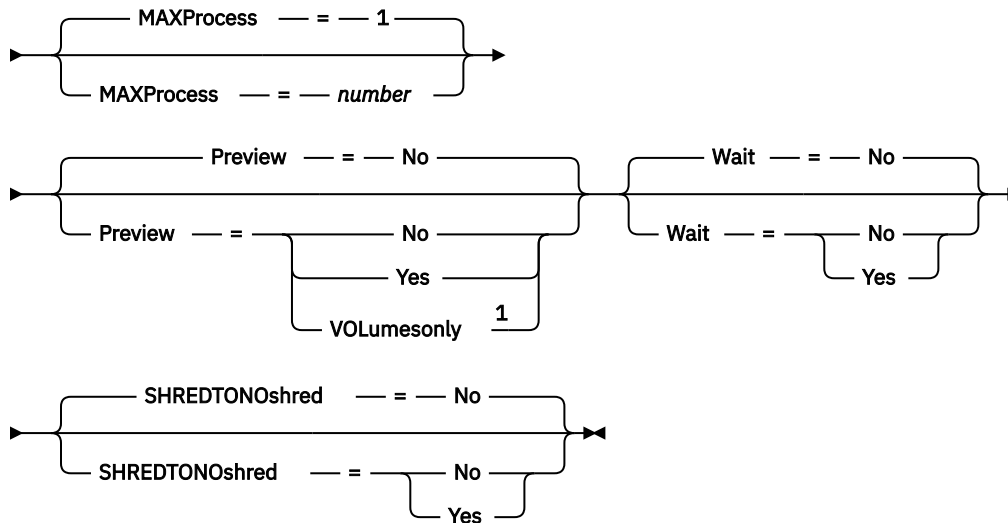 MAXProcess = 1
MAXProcess = number
Preview = No Wait = No
Preview = No Wait = No
Yes Yes
VOLumesonly 1
SHREDTONOshred = No
SHREDTONOshred = No
Yes